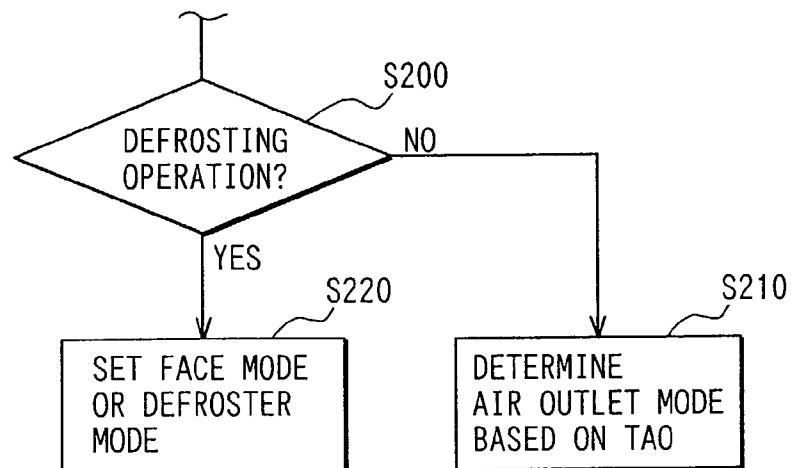 S200
DEFROSTING
OPERATION?
NO
YES
S220
SET FACE MODE
OR DEFROSTER
MODE
S210
DETERMINE
AIR OUTLET MODE
BASED ON TAO